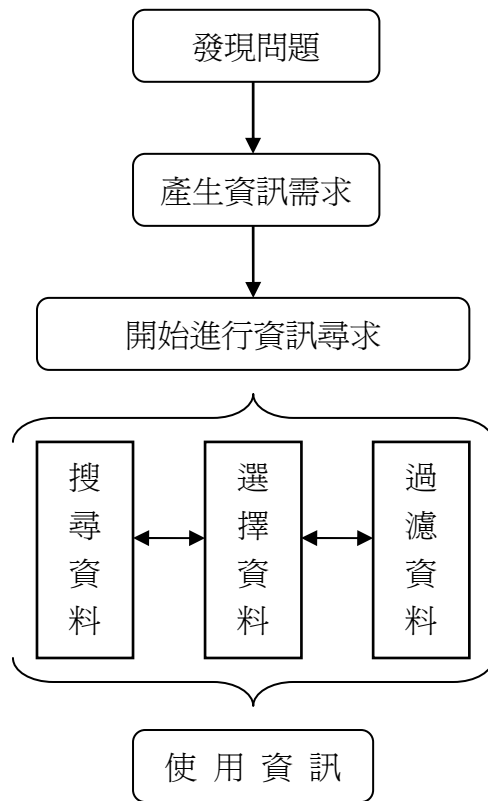 發現問題
產生資訊需求
開始進行資訊尋求
搜尋資料
選擇資料
過濾資料
使用資訊